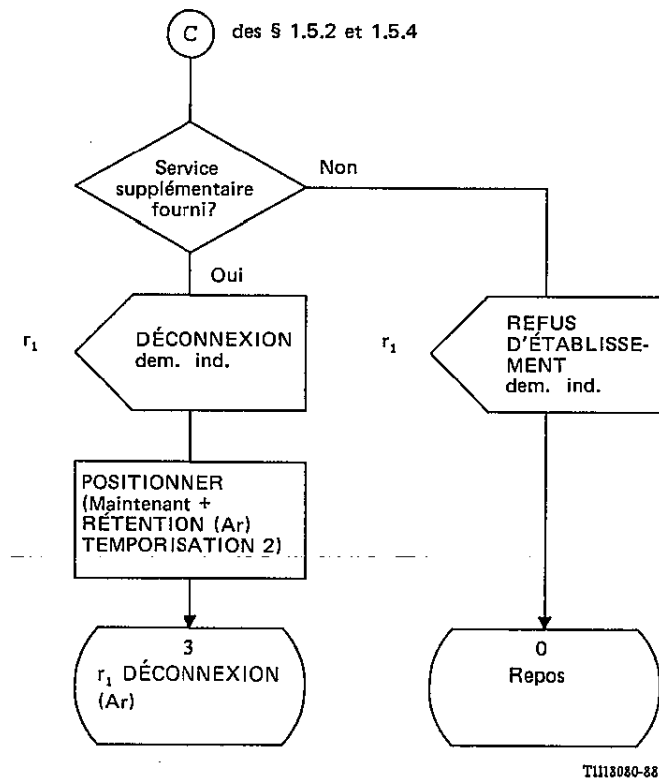 C
des § 1.5.2 et 1.5.4
Service
supplémentaire
fourni?
Non
Oui
r₁
DÉCONNEXION
dem. ind.
r₁
REFUS
D'ÉTABLISSE-
MENT
dem. ind.
POSITIONNER
(Maintenant +
RÉTENTION (Ar)
TEMPORISATION 2)
3
r₁ DÉCONNEXION
(Ar)
0
Repos
T1113080-88